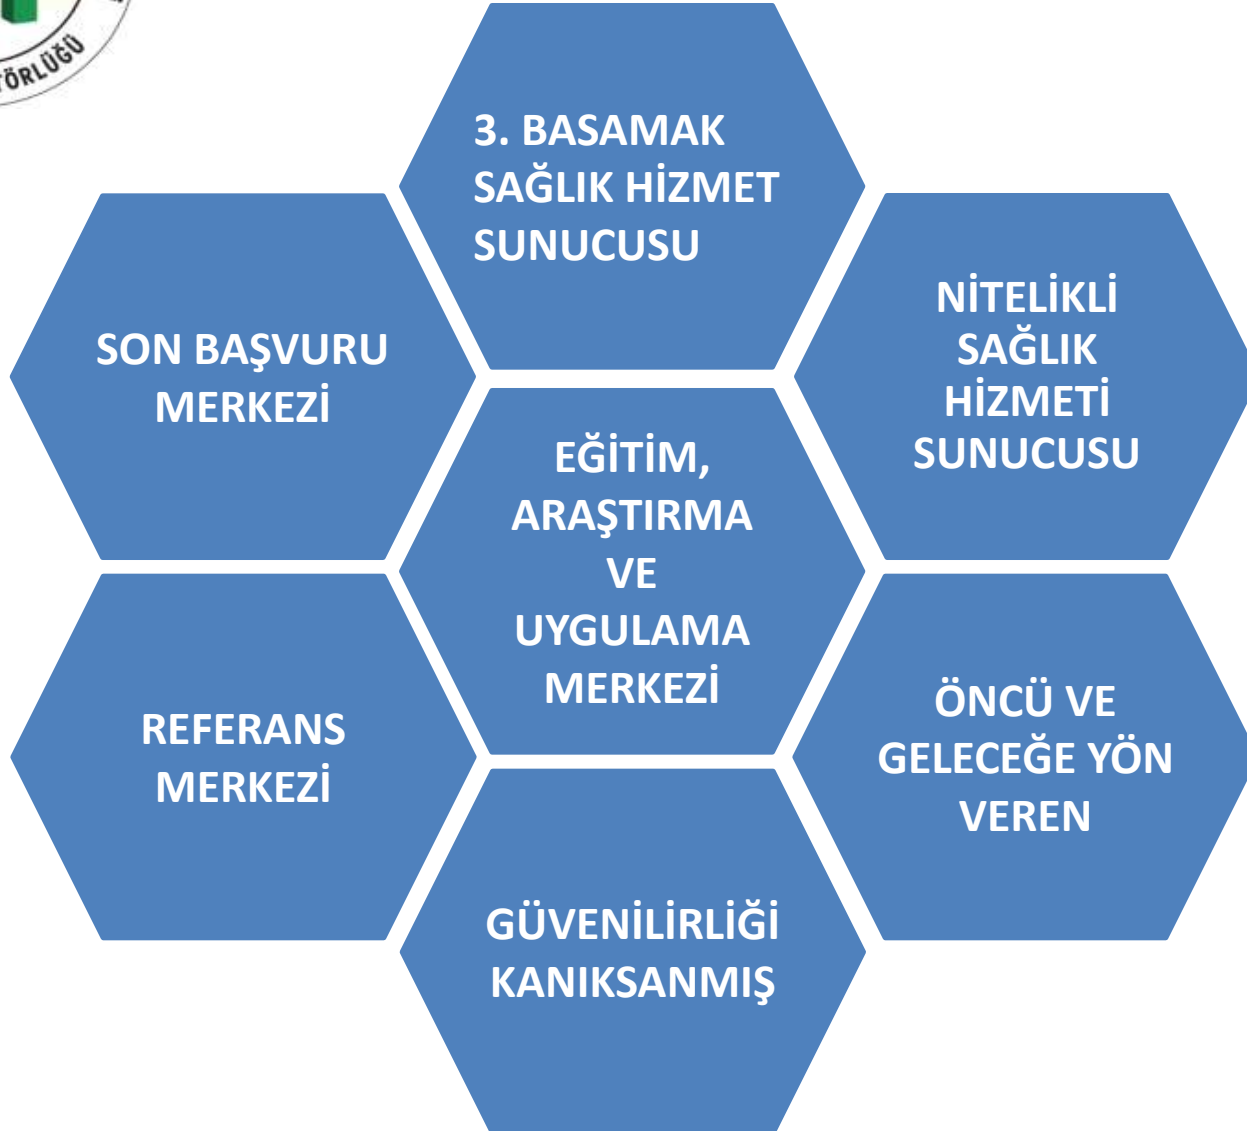 3. BASAMAK
SAĞLIK HİZMET
SUNUCUSU
SON BAŞVURU
MERKEZİ
NİTELİKLİ
SAĞLIK
HİZMETİ
SUNUCUSU
EĞİTİM,
ARAŞTIRMA
VE
UYGULAMA
MERKEZİ
REFERANS
MERKEZİ
ÖNCÜ VE
GELECEĞE YÖN
VEREN
GÜVENİLİRLİĞİ
KANIKSANMIŞ